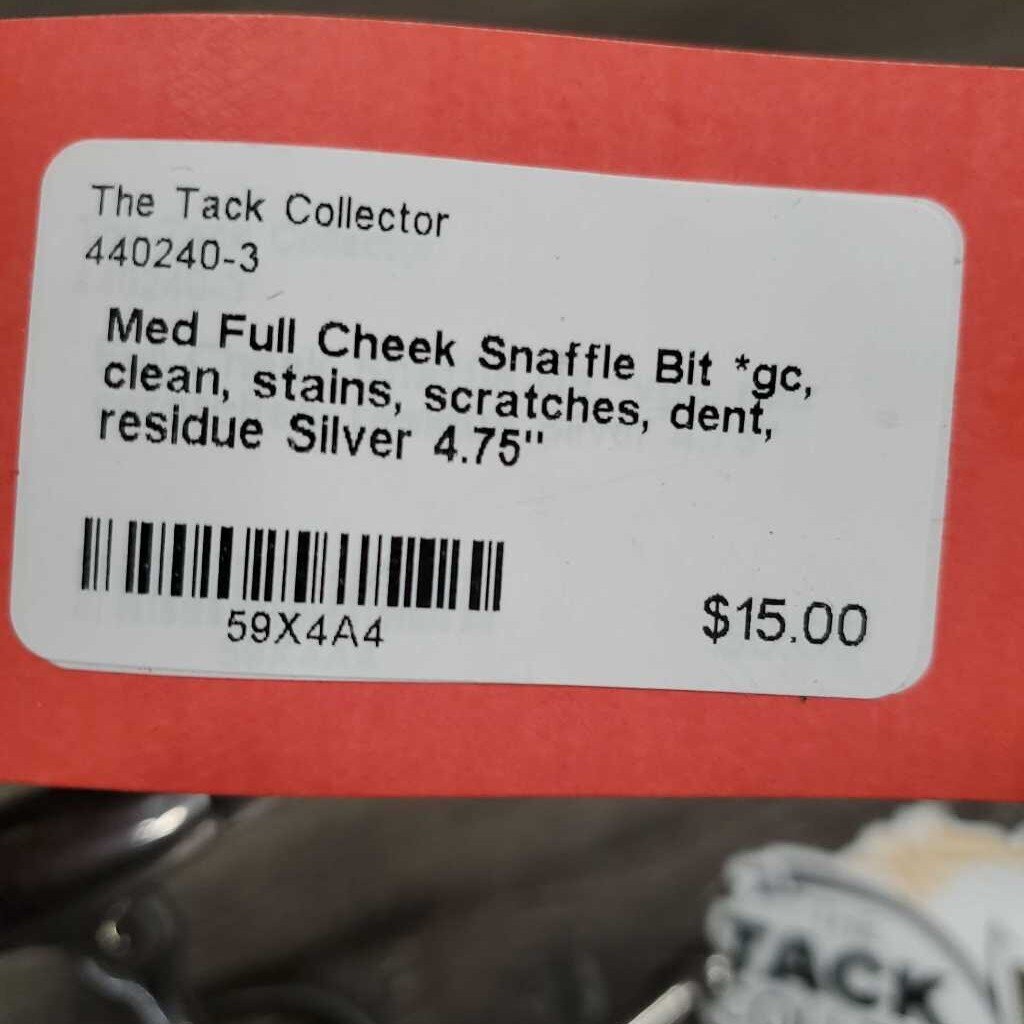 The Tack Collector
440240-3
Med Full Cheek Snaffle Bit *gc,
clean, stains, scratches, dent,
residue Silver 4.75"
59X4A4
$15.00
TACK